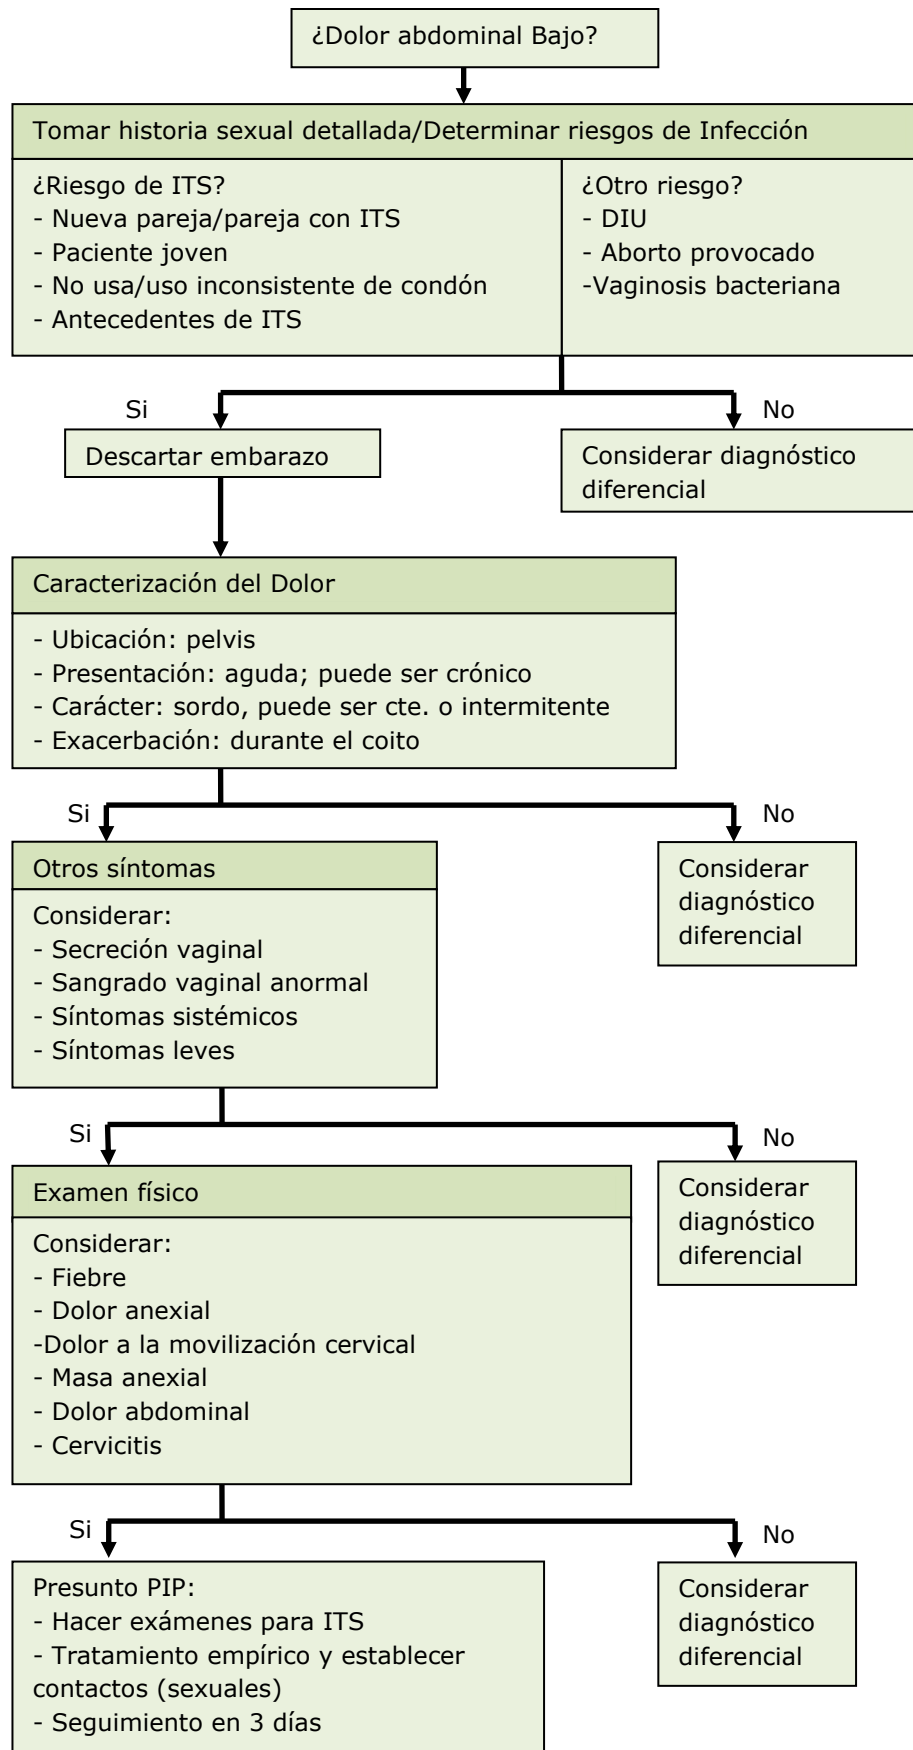 ¿Dolor abdominal Bajo?
Tomar historia sexual detallada/Determinar riesgos de Infección
¿Riesgo de ITS?
- Nueva pareja/pareja con ITS
- Paciente joven
- No usa/uso inconsistente de condón
- Antecedentes de ITS
¿Otro riesgo?
- DIU
- Aborto provocado
-Vaginosis bacteriana
Si
No
Descartar embarazo
Considerar diagnóstico
diferencial
Caracterización del Dolor
- Ubicación: pelvis
- Presentación: aguda; puede ser crónico
- Carácter: sordo, puede ser cte. o intermitente
- Exacerbación: durante el coito
Si
No
Otros síntomas
Considerar:
- Secreción vaginal
- Sangrado vaginal anormal
- Síntomas sistémicos
- Síntomas leves
Considerar
diagnóstico
diferencial
Si
No
Examen físico
Considerar:
- Fiebre
- Dolor anexial
-Dolor a la movilización cervical
- Masa anexial
- Dolor abdominal
- Cervicitis
Considerar
diagnóstico
diferencial
Si
No
Presunto PIP:
- Hacer exámenes para ITS
- Tratamiento empírico y establecer
contactos (sexuales)
- Seguimiento en 3 días
Considerar
diagnóstico
diferencial